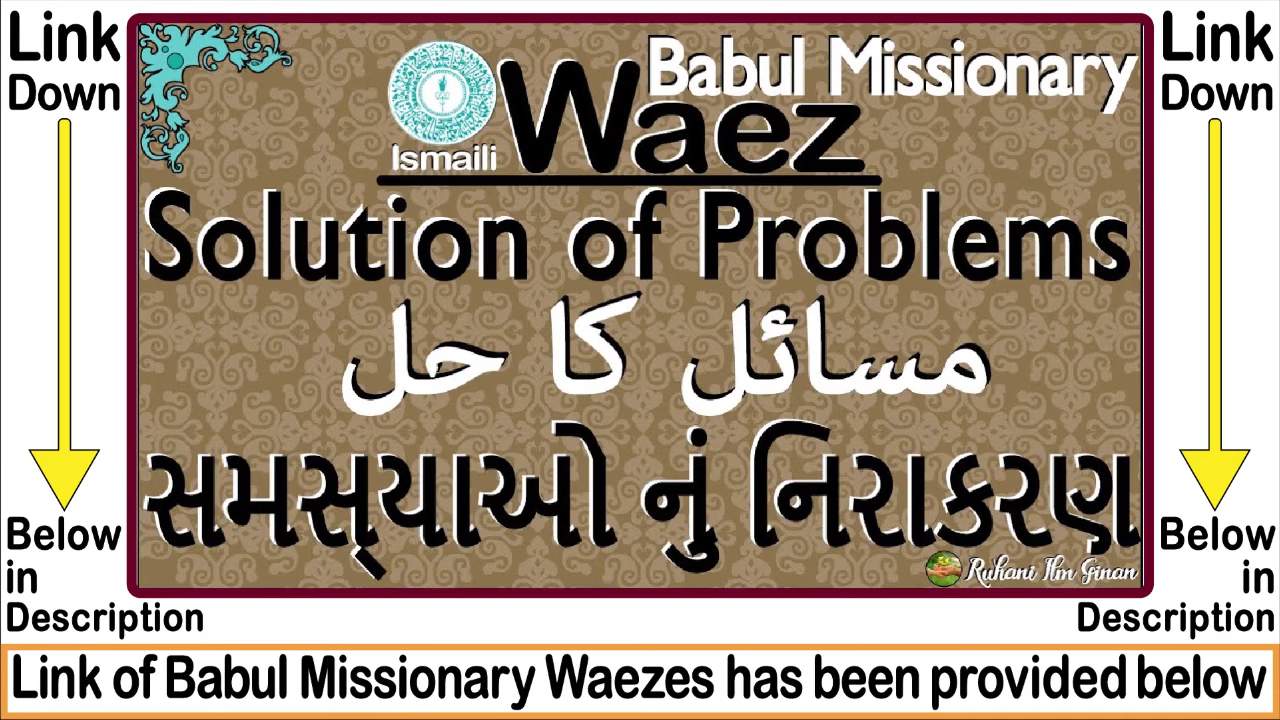 Link
Down
Babul Missionary
Waez
Ismaili
Solution of Problems
مسائل کا حل
સમસ્‌યાઓ નું નિરાકરણ
Ruhani Ilm Ginan
Below
in
Description
Link
Down
Below
in
Description
Link of Babul Missionary Waezes has been provided below